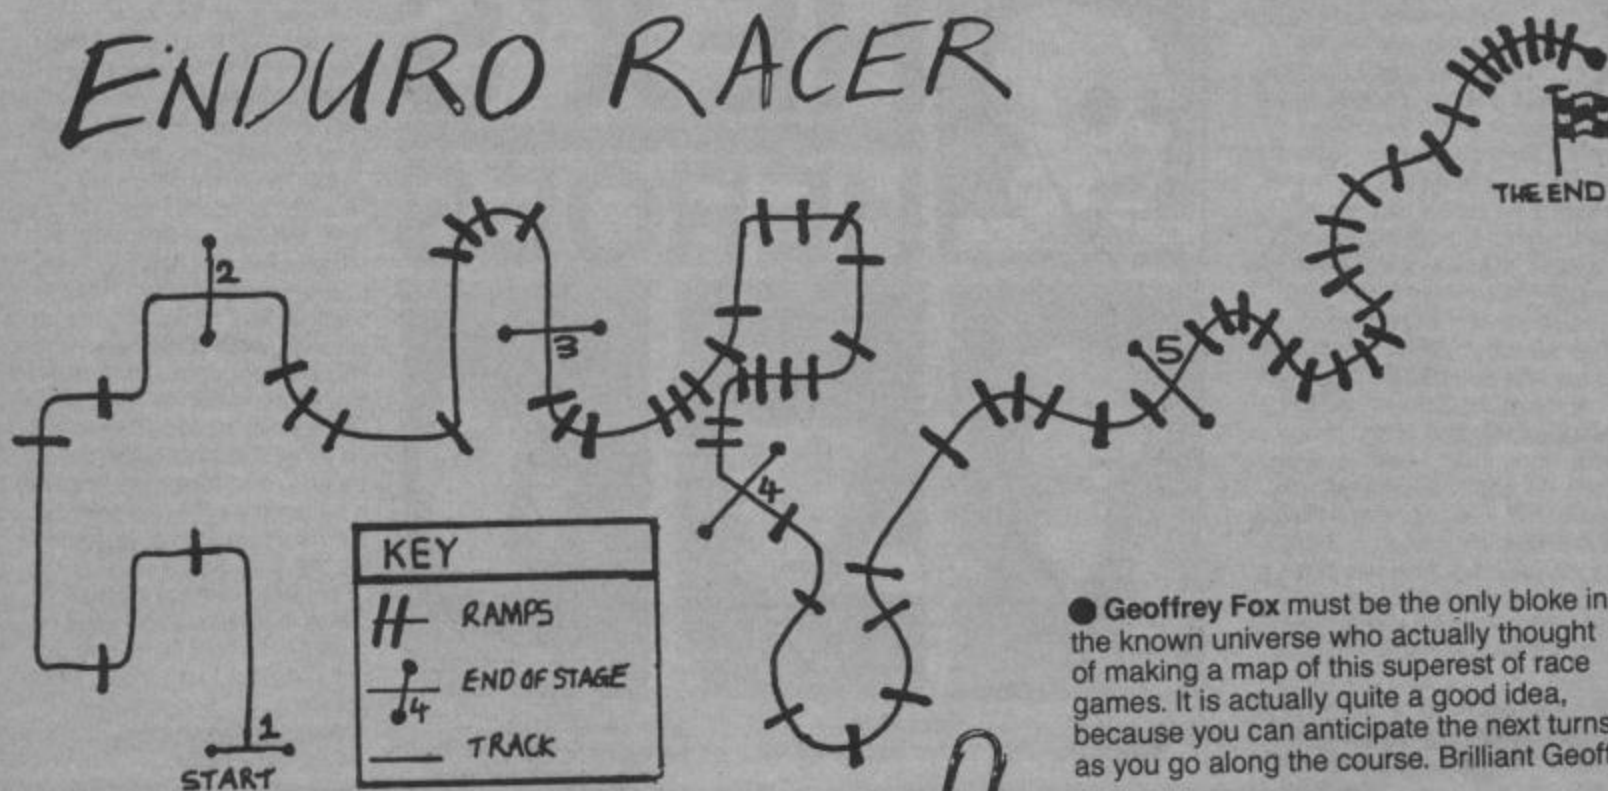 ENDURO RACER
THE END
2
3
5
4
KEY
RAMPS
4 END OF STAGE
TRACK
1
START
● Geoffrey Fox must be the only bloke in
the known universe who actually thought
of making a map of this superest of race
games. It is actually quite a good idea,
because you can anticipate the next turns
as you go along the course. Brilliant Geoff